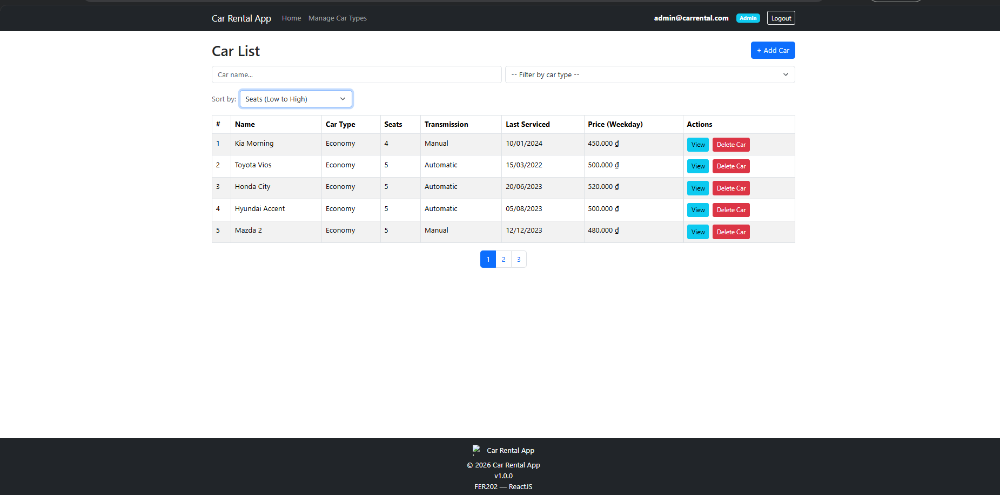 Car Rental App Home Manage Car Types admin@carrental.com Admin Logout
Car List + Add Car
Car name... -- Filter by car type --
Sort by: Seats (Low to High)
# Name Car Type Seats Transmission Last Serviced Price (Weekday) Actions
1 Kia Morning Economy 4 Manual 10/01/2024 450.000 ₫ View Delete Car
2 Toyota Vios Economy 5 Automatic 15/03/2022 500.000 ₫ View Delete Car
3 Honda City Economy 5 Automatic 20/06/2023 520.000 ₫ View Delete Car
4 Hyundai Accent Economy 5 Automatic 05/08/2023 500.000 ₫ View Delete Car
5 Mazda 2 Economy 5 Manual 12/12/2023 480.000 ₫ View Delete Car
1 2 3
Car Rental App
© 2026 Car Rental App
v1.0.0
FER202 — ReactJS